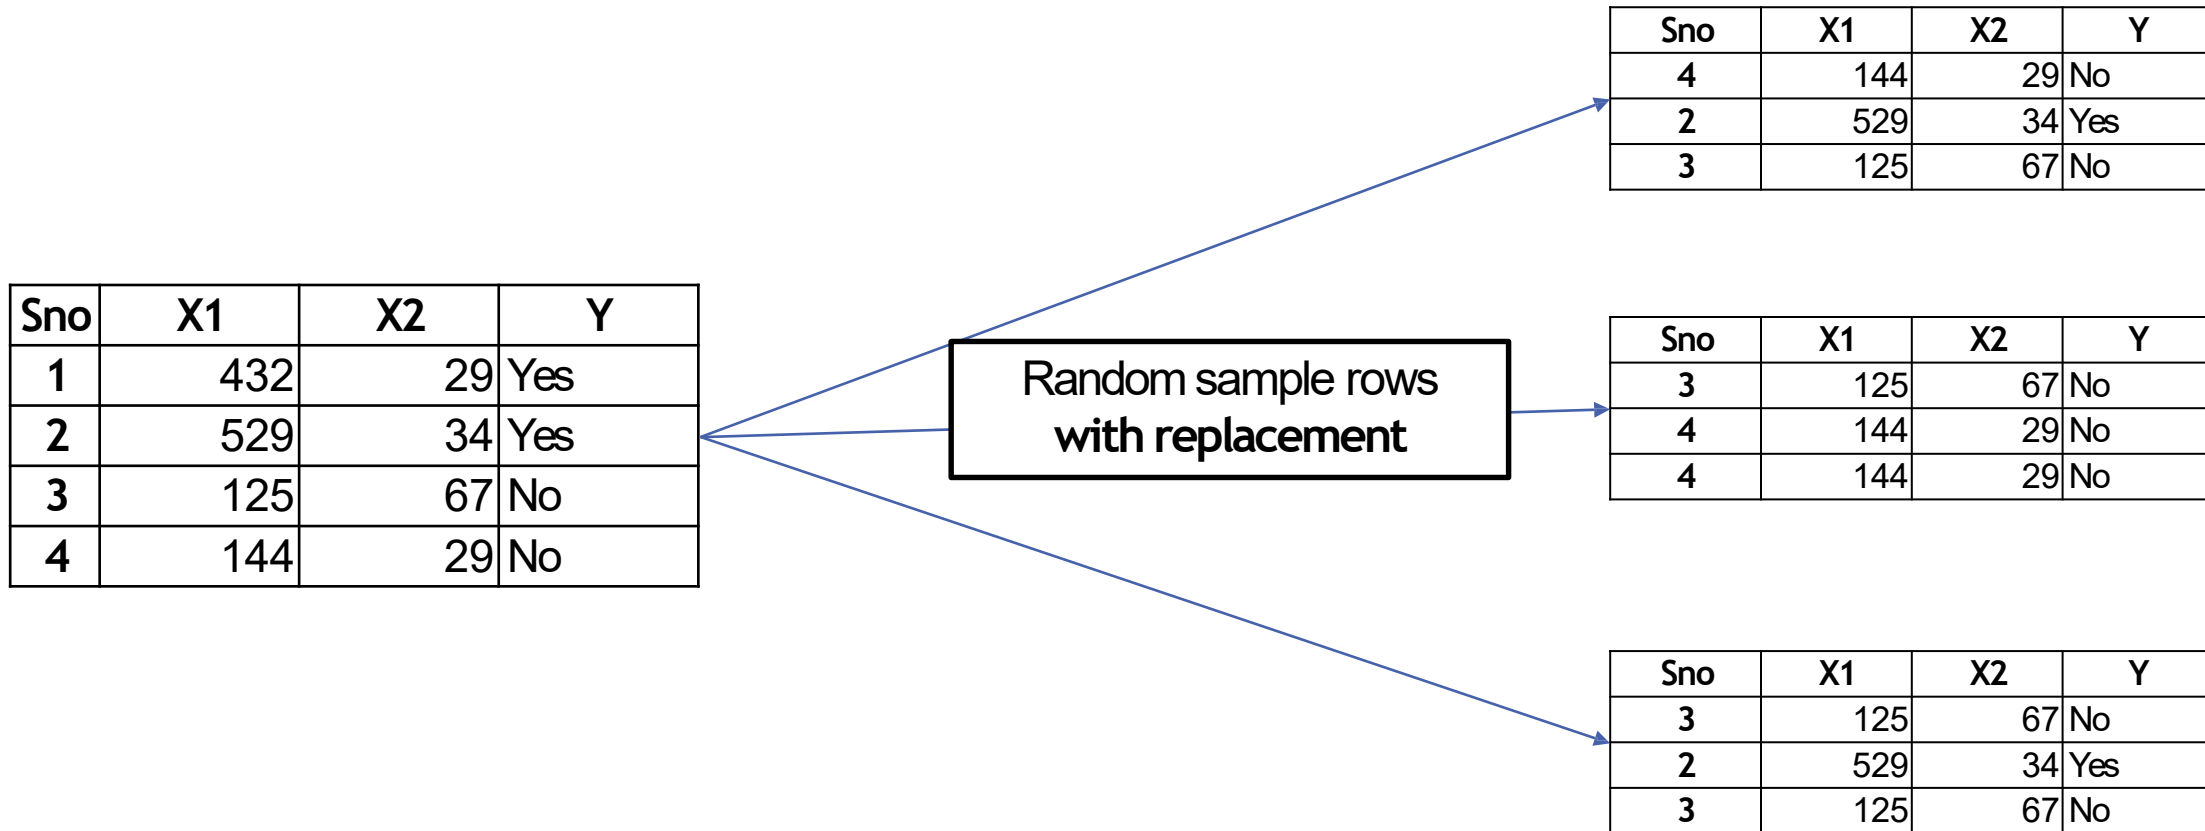 Sno X1 X2 Y
1 432 29 Yes
2 529 34 Yes
3 125 67 No
4 144 29 No
Random sample rows
with replacement
Sno X1 X2 Y
4 144 29 No
2 529 34 Yes
3 125 67 No
Sno X1 X2 Y
3 125 67 No
4 144 29 No
4 144 29 No
Sno X1 X2 Y
3 125 67 No
2 529 34 Yes
3 125 67 No